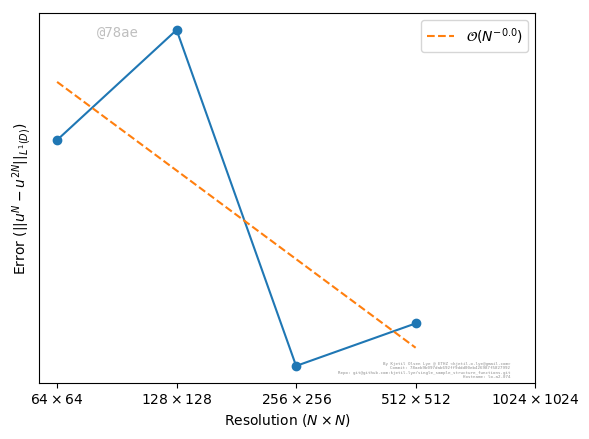 @78ae
𝒪(N^{-0.0})
Error (||u^N − u^{2N}||_{L^1(D)})
64 × 64
128 × 128
256 × 256
512 × 512
1024 × 1024
Resolution (N × N)